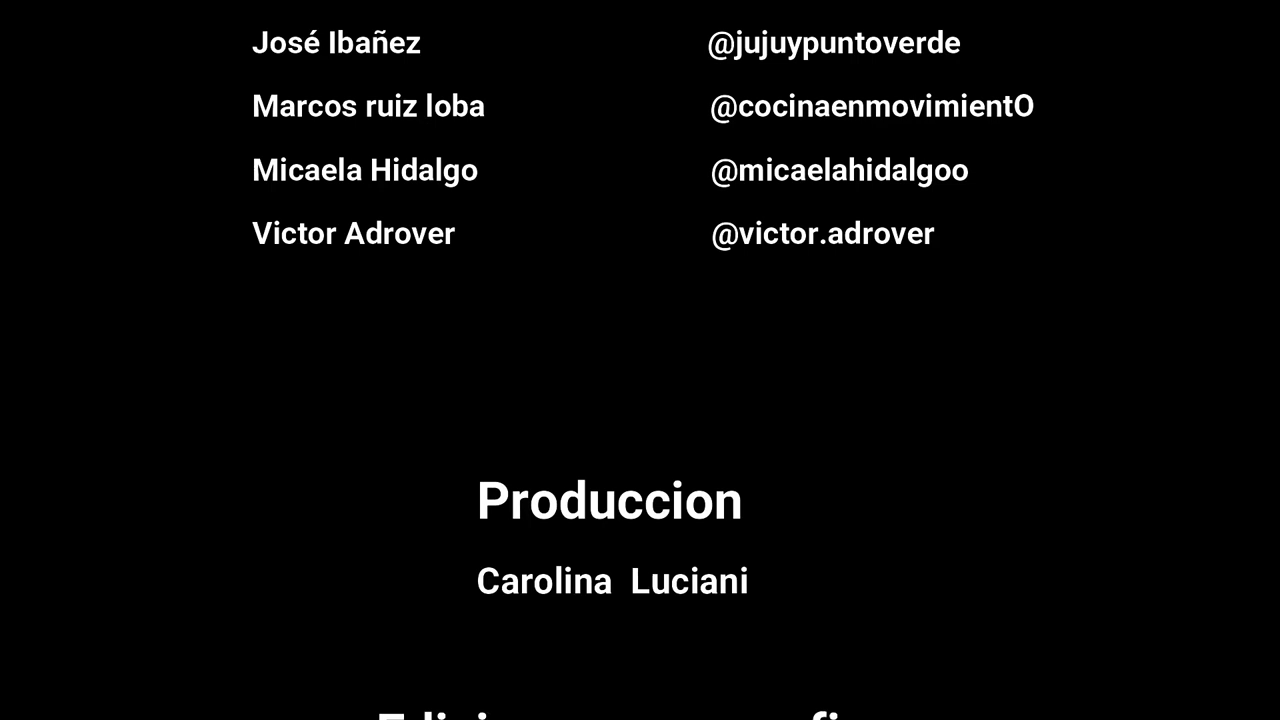 José Ibañez @jujuypuntoverde
Marcos ruiz loba @cocinaenmovimientO
Micaela Hidalgo @micaelahidalgoo
Victor Adrover @victor.adrover
Produccion
Carolina Luciani